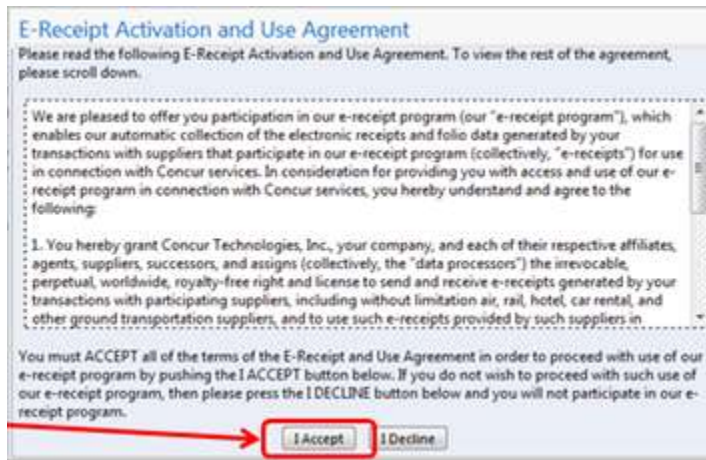 E-Receipt Activation and Use Agreement
Please read the following E-Receipt Activation and Use Agreement. To view the rest of the agreement,
please scroll down.
We are pleased to offer you participation in our e-receipt program (our "e-receipt program"), which
enables our automatic collection of the electronic receipts and folio data generated by your
transactions with suppliers that participate in our e-receipt program (collectively, "e-receipts") for use
in connection with Concur services. In consideration for providing you with access and use of our e-
receipt program in connection with Concur services, you hereby understand and agree to the
following:
1. You hereby grant Concur Technologies, Inc., your company, and each of their respective affiliates,
agents, suppliers, successors, and assigns (collectively, the "data processors") the irrevocable,
perpetual, worldwide, royalty-free right and license to send and receive e-receipts generated by your
transactions with participating suppliers, including without limitation air, rail, hotel, car rental, and
other ground transportation suppliers, and to use such e-receipts provided by such suppliers in
You must ACCEPT all of the terms of the E-Receipt and Use Agreement in order to proceed with use of our
e-receipt program by pushing the I ACCEPT button below. If you do not wish to proceed with such use of
our e-receipt program, then please press the I DECLINE button below and you will not participate in our e-
receipt program.
I Accept I Decline